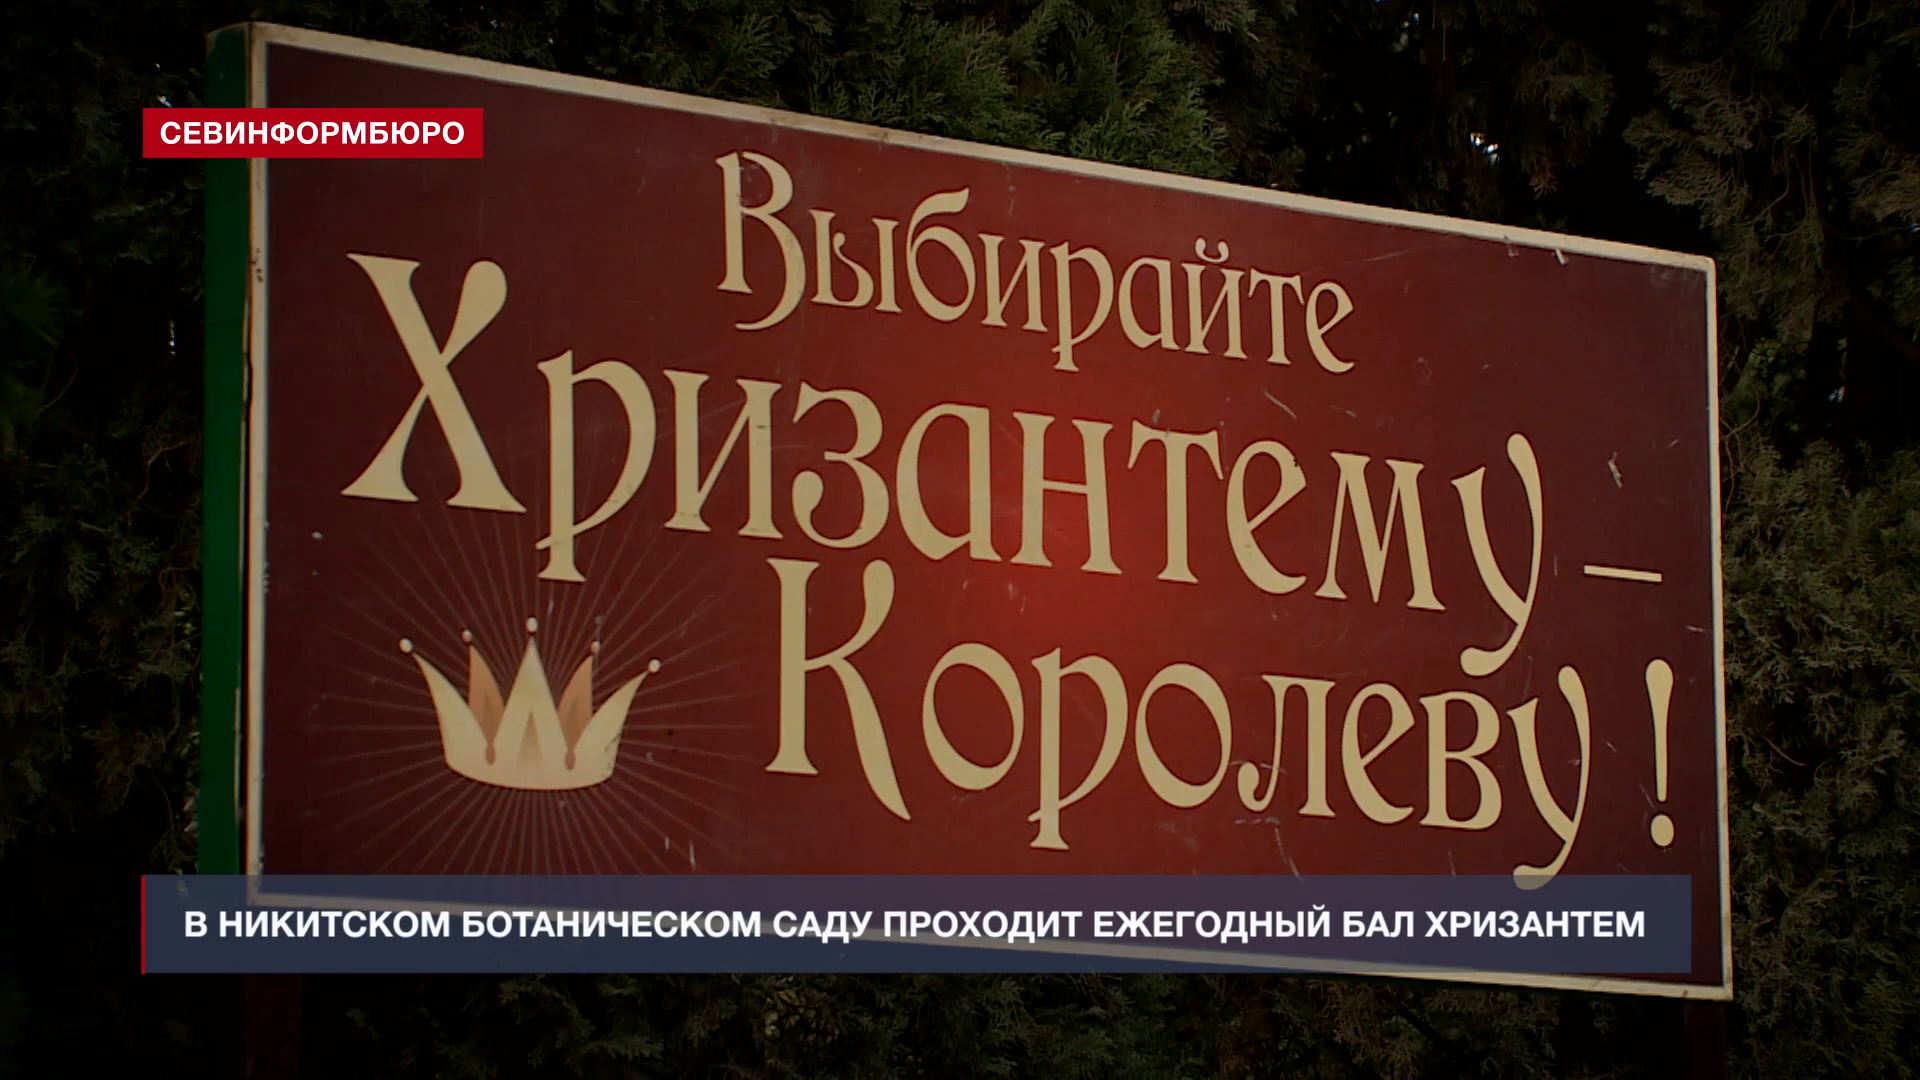 СЕВИНФОРМБЮРО
Выбирайте
Хризантему –
Королеву !
В НИКИТСКОМ БОТАНИЧЕСКОМ САДУ ПРОХОДИТ ЕЖЕГОДНЫЙ БАЛ ХРИЗАНТЕМ